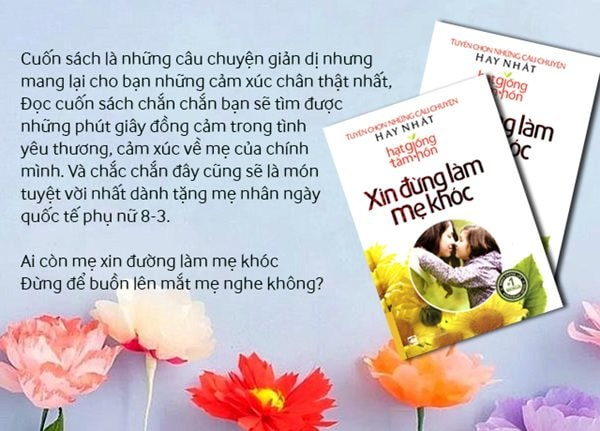 Cuốn sách là những câu chuyện giản dị nhưng
mang lại cho bạn những cảm xúc chân thật nhất,
Đọc cuốn sách chắn chắn bạn sẽ tìm được
những phút giây đồng cảm trong tình
yêu thương, cảm xúc về mẹ của chính
mình. Và chắc chắn đây cũng sẽ là món
tuyệt vời nhất dành tặng mẹ nhân ngày
quốc tế phụ nữ 8-3.
Ai còn mẹ xin đường làm mẹ khóc
Đừng để buồn lên mắt mẹ nghe không?
TUYỂN CHỌN NHỮNG CÂU CHUYỆN
HAY NHẤT
hạt giống
tâm hồn
Xin đừng làm
mẹ khóc
#1
TUYỂN CHỌN NHỮNG CÂU CHUYỆN
HAY NHẤT
hạt giống
tâm hồn
ng làm
óc